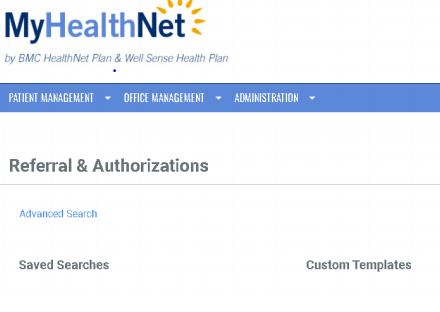 MyHealthNet
by BMC HealthNet Plan & Well Sense Health Plan
PATIENT MANAGEMENT OFFICE MANAGEMENT ADMINISTRATION
Referral & Authorizations
Advanced Search
Saved Searches Custom Templates